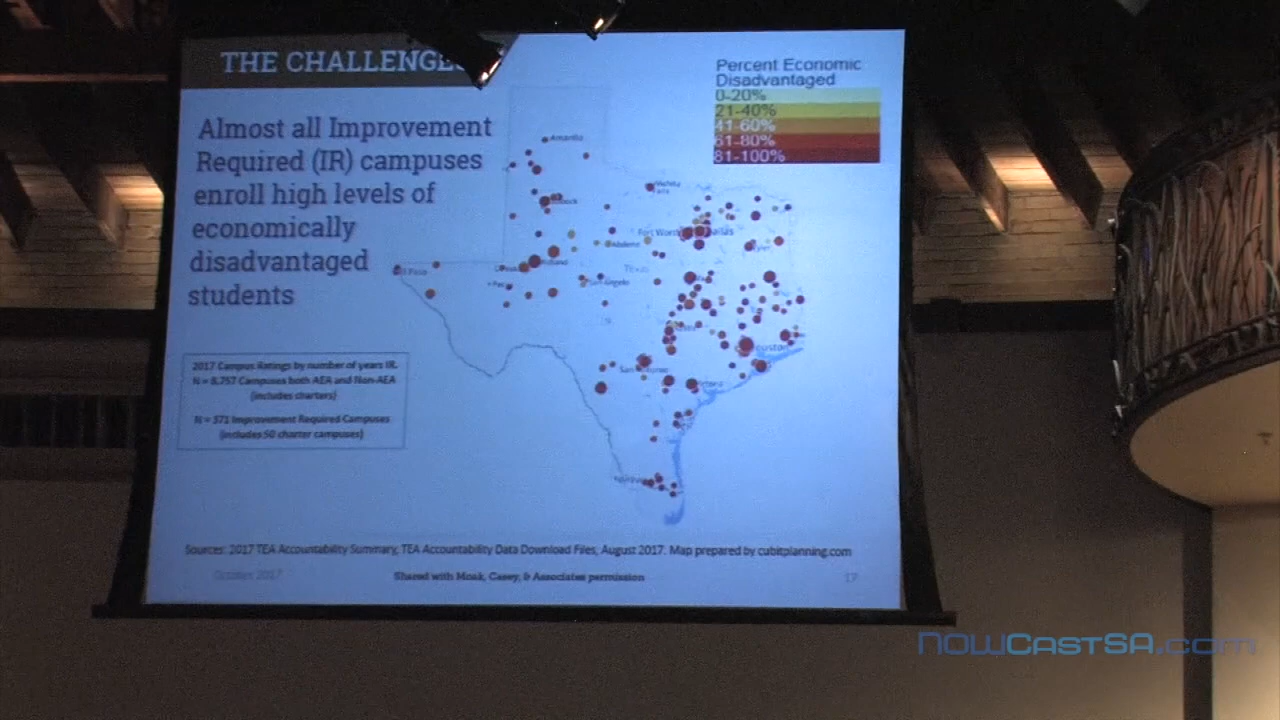 THE CHALLENGE
Almost all Improvement
Required (IR) campuses
enroll high levels of
economically
disadvantaged
students
Percent Economic
Disadvantaged
0-20%
21-40%
41-60%
61-80%
81-100%
Amarillo
Wichita
Falls
Fort Worth
Dallas
Abilene
Tyler
El Paso
Texas
San Angelo
Houston
San Antonio
2017 Campus Ratings by number of years IR.
N = 8,757 Campuses both AEA and Non-AEA
(includes charters)
N = 371 Improvement Required Campuses
(includes 50 charter campuses)
Sources: 2017 TEA Accountability Summary, TEA Accountability Data Download Files, August 2017. Map prepared by cubitplanning.com
October 2017
Shared with Moak, Casey, & Associates permission
17
NOWCASTSA.com